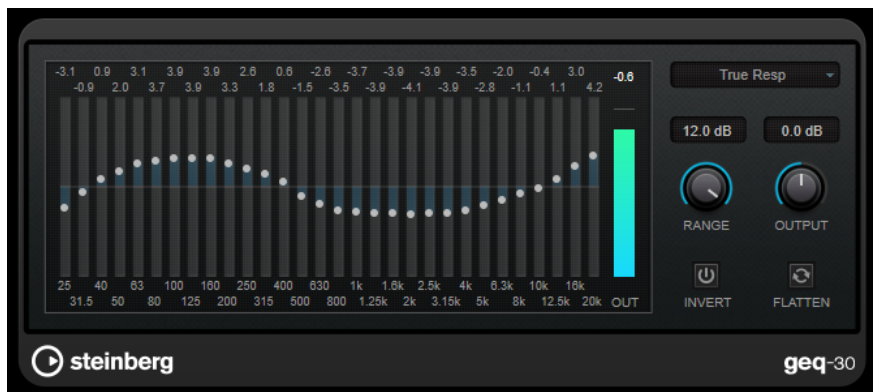 -3.1 0.9 3.1 3.9 3.9 2.6 0.6 -2.6 -3.7 -3.9 -3.9 -3.5 -2.0 -0.4 3.0 -0.6
-0.9 2.0 3.7 3.9 3.3 1.8 -1.5 -3.5 -3.9 -4.1 -3.9 -2.8 -1.1 1.1 4.2
True Resp
12.0 dB 0.0 dB
RANGE OUTPUT
25 40 63 100 160 250 400 630 1k 1.6k 2.5k 4k 6.3k 10k 16k
31.5 50 80 125 200 315 500 800 1.25k 2k 3.15k 5k 8k 12.5k 20k OUT
INVERT FLATTEN
steinberg
geq-30